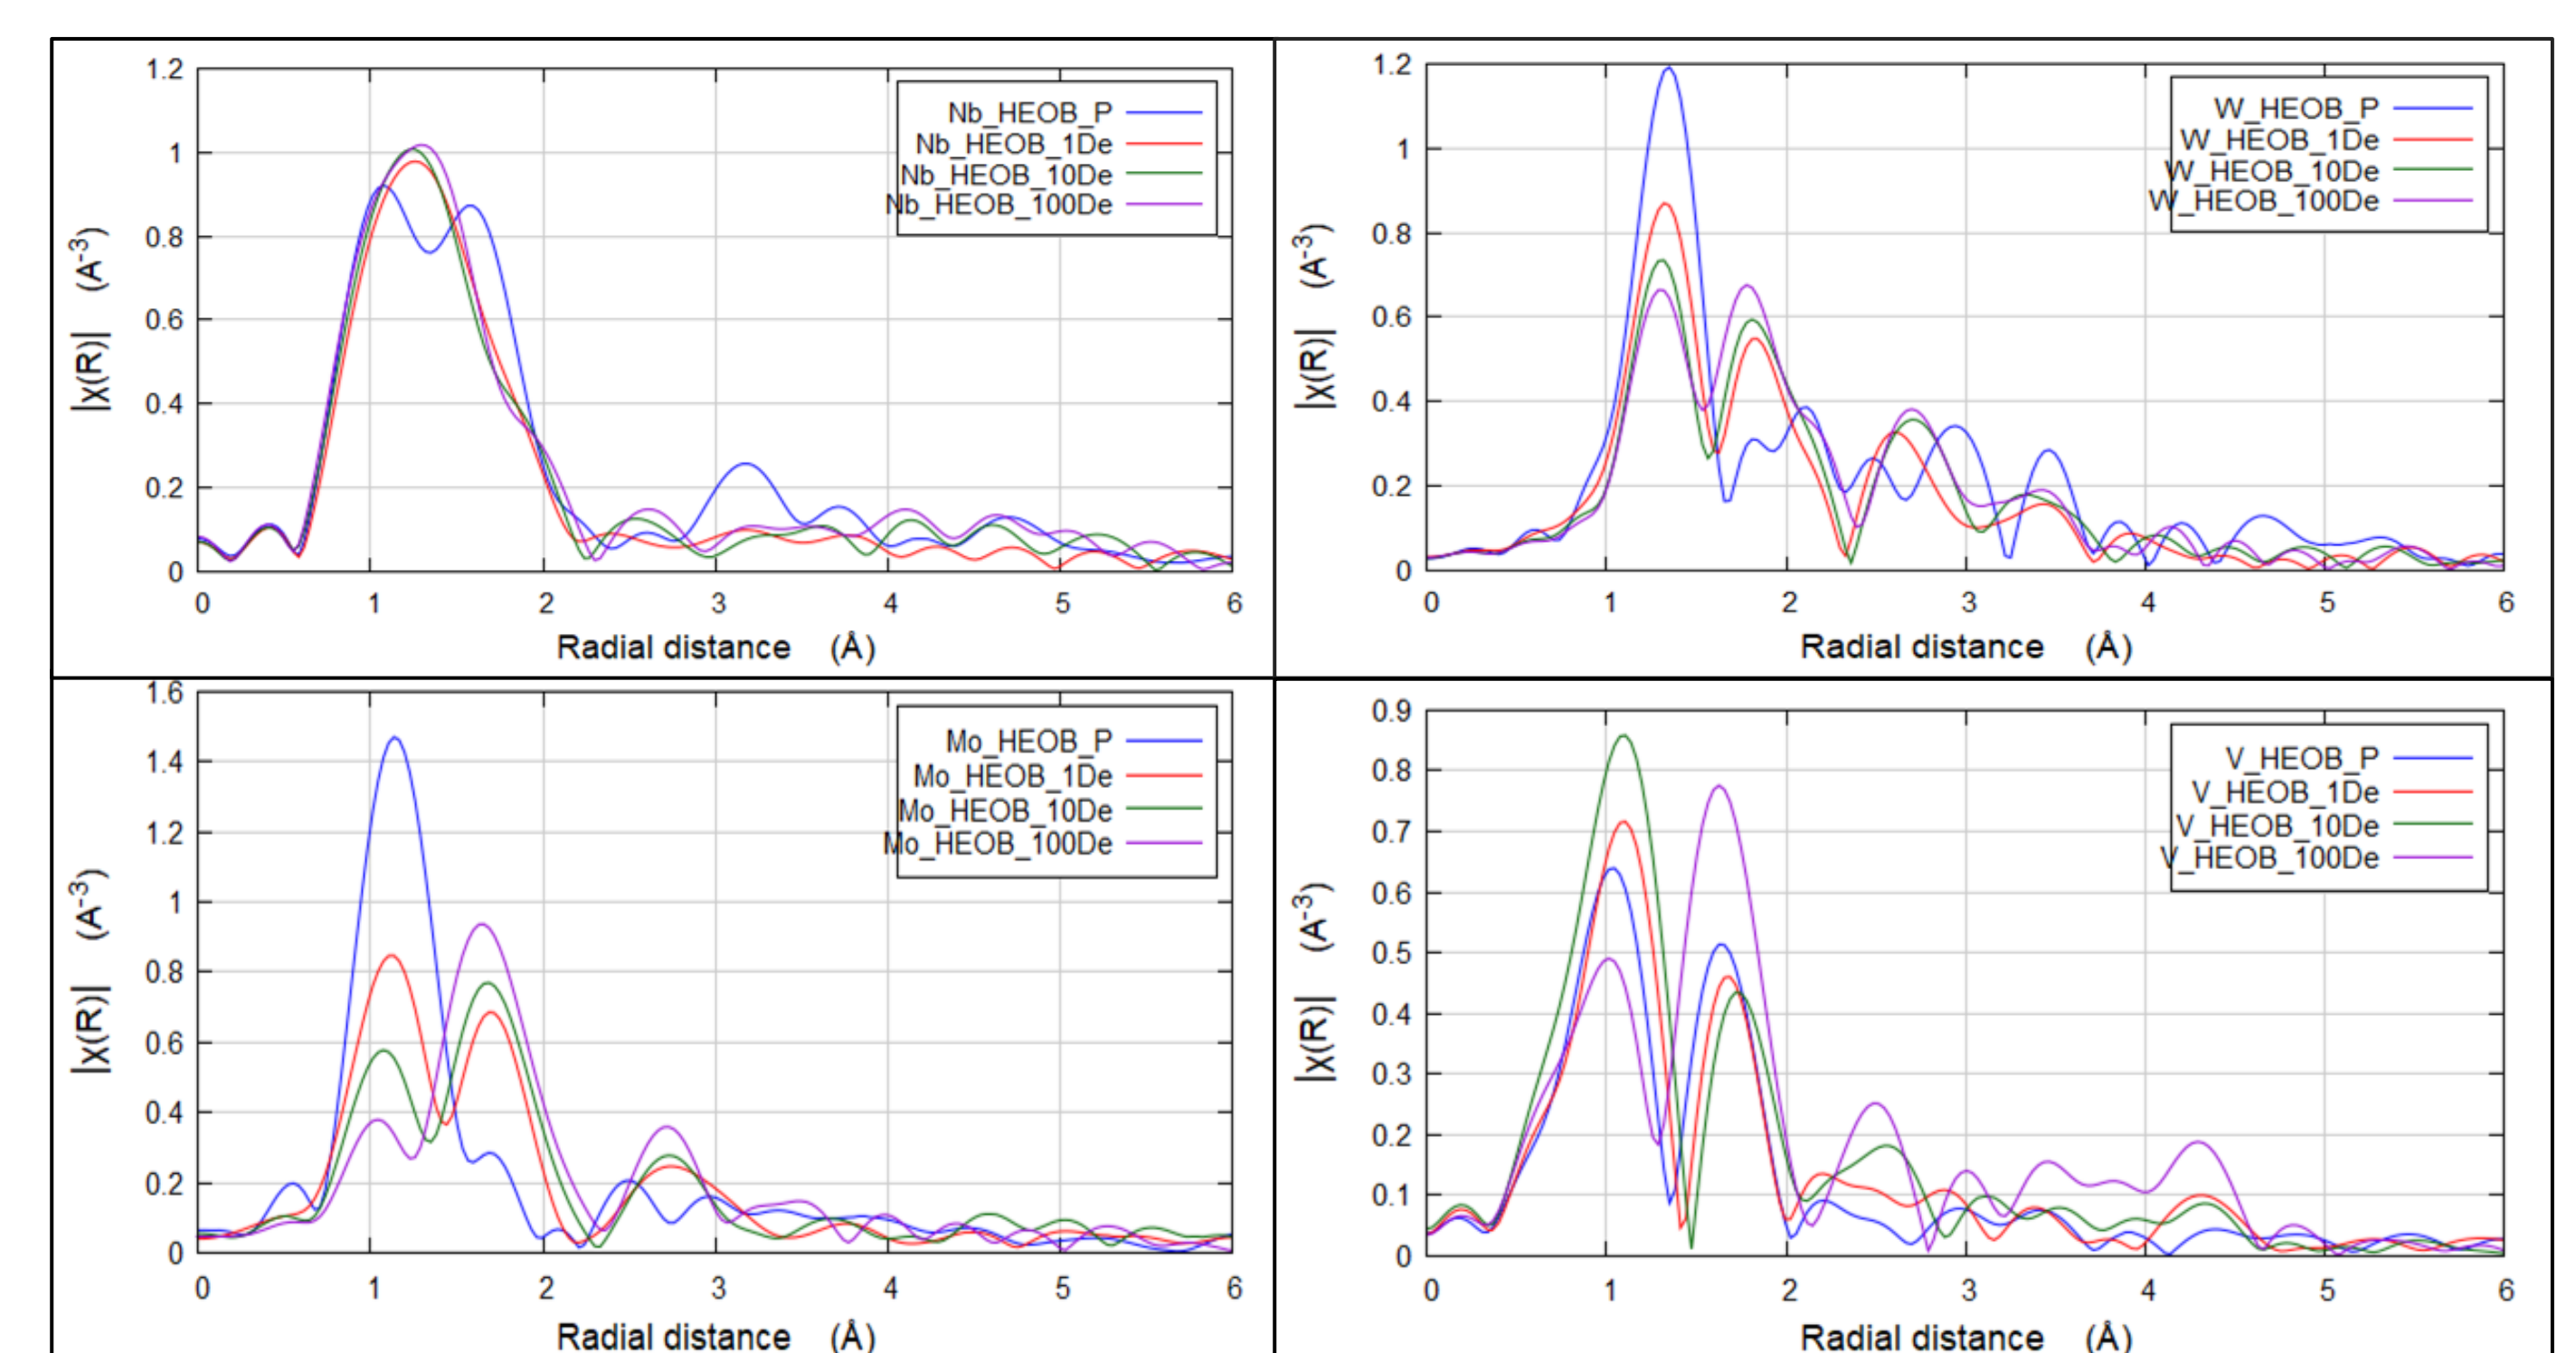 1.2
1
0.8
0.6
0.4
0.2
0
0 1 2 3 4 5 6
|χ(R)| (A-3)
Radial distance (Å)
Nb_HEOB_P
Nb_HEOB_1De
Nb_HEOB_10De
Nb_HEOB_100De
1.2
1
0.8
0.6
0.4
0.2
0
0 1 2 3 4 5 6
|χ(R)| (A-3)
Radial distance (Å)
W_HEOB_P
W_HEOB_1De
W_HEOB_10De
W_HEOB_100De
1.6
1.4
1.2
1
0.8
0.6
0.4
0.2
0
0 1 2 3 4 5 6
|χ(R)| (A-3)
Radial distance (Å)
Mo_HEOB_P
Mo_HEOB_1De
Mo_HEOB_10De
Mo_HEOB_100De
0.9
0.8
0.7
0.6
0.5
0.4
0.3
0.2
0.1
0
0 1 2 3 4 5 6
|χ(R)| (A-3)
Radial distance (Å)
V_HEOB_P
V_HEOB_1De
V_HEOB_10De
V_HEOB_100De